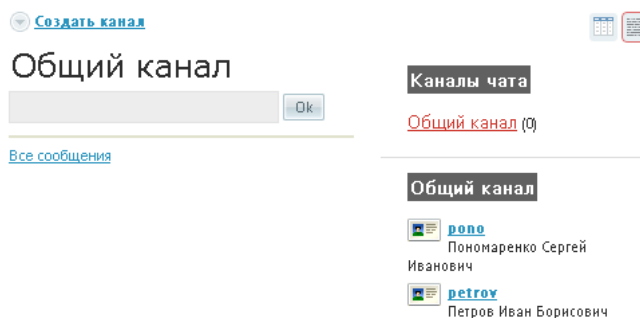 Создать канал
Общий канал
Ok
Все сообщения
Каналы чата
Общий канал (0)
Общий канал
pono
Пономаренко Сергей
Иванович
petrov
Петров Иван Борисович